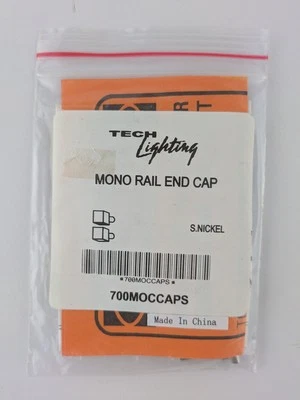 TECH
Lighting
MONO RAIL END CAP
S.NICKEL
*700MOCCAPS*
700MOCCAPS
Made In China